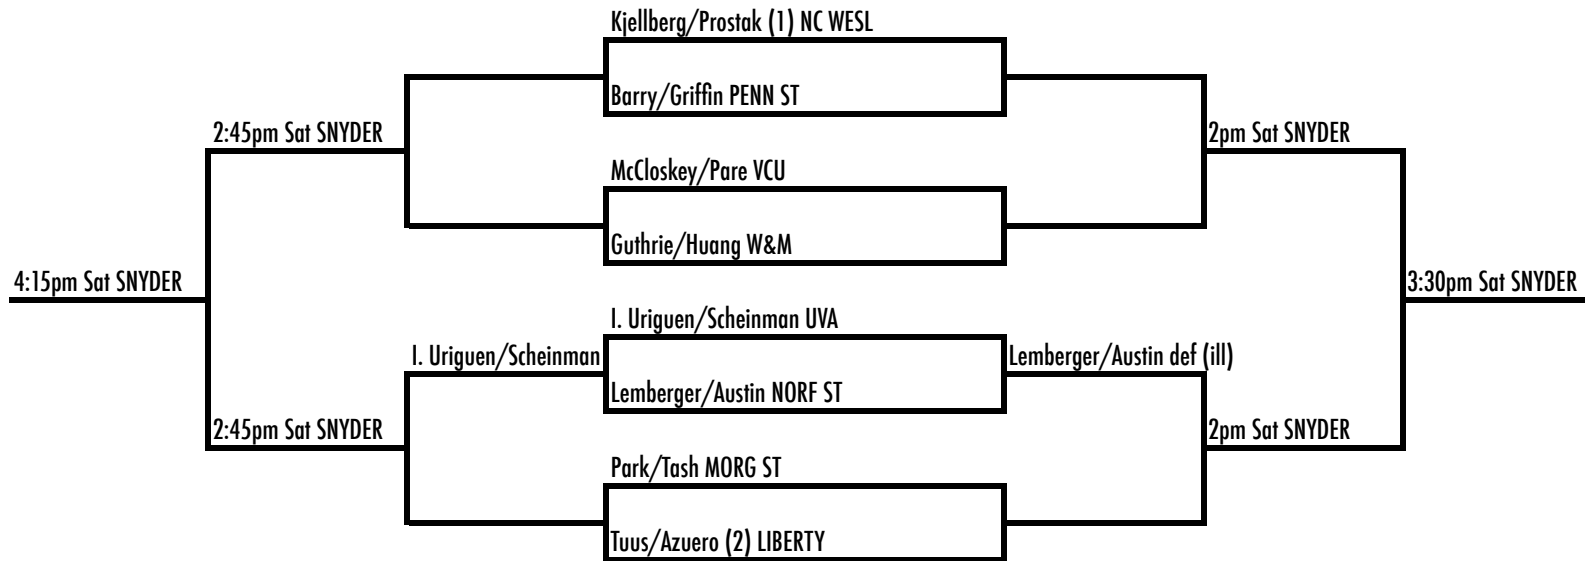 Kjellberg/Prostak (1) NC WESL
Barry/Griffin PENN ST
2:45pm Sat SNYDER
2pm Sat SNYDER
McCloskey/Pare VCU
Guthrie/Huang W&M
4:15pm Sat SNYDER
3:30pm Sat SNYDER
I. Uriguen/Scheinman UVA
I. Uriguen/Scheinman
Lemberger/Austin def (ill)
Lemberger/Austin NORF ST
2:45pm Sat SNYDER
2pm Sat SNYDER
Park/Tash MORG ST
Tuus/Azuero (2) LIBERTY